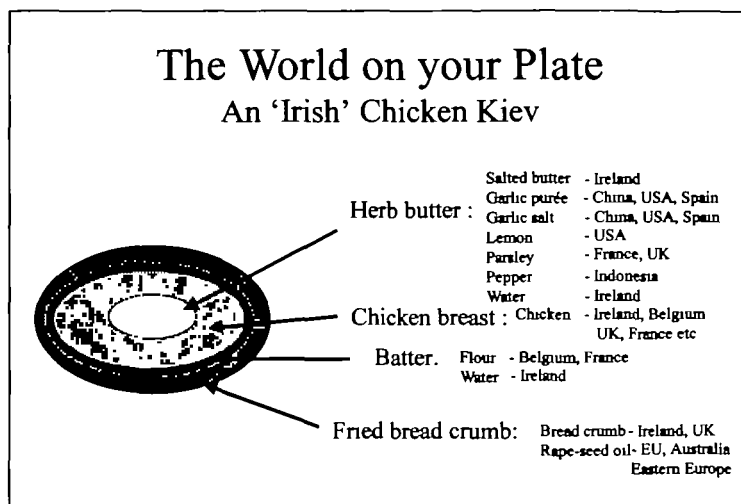 The World on your Plate
An ‘Irish’ Chicken Kiev
Herb butter :
Salted butter - Ireland
Garlic purée - China, USA, Spain
Garlic salt - China, USA, Spain
Lemon - USA
Parsley - France, UK
Pepper - Indonesia
Water - Ireland
Chicken breast : Chicken - Ireland, Belgium
UK, France etc
Batter. Flour - Belgium, France
Water - Ireland
Fried bread crumb: Bread crumb - Ireland, UK
Rape-seed oil- EU, Australia
Eastern Europe